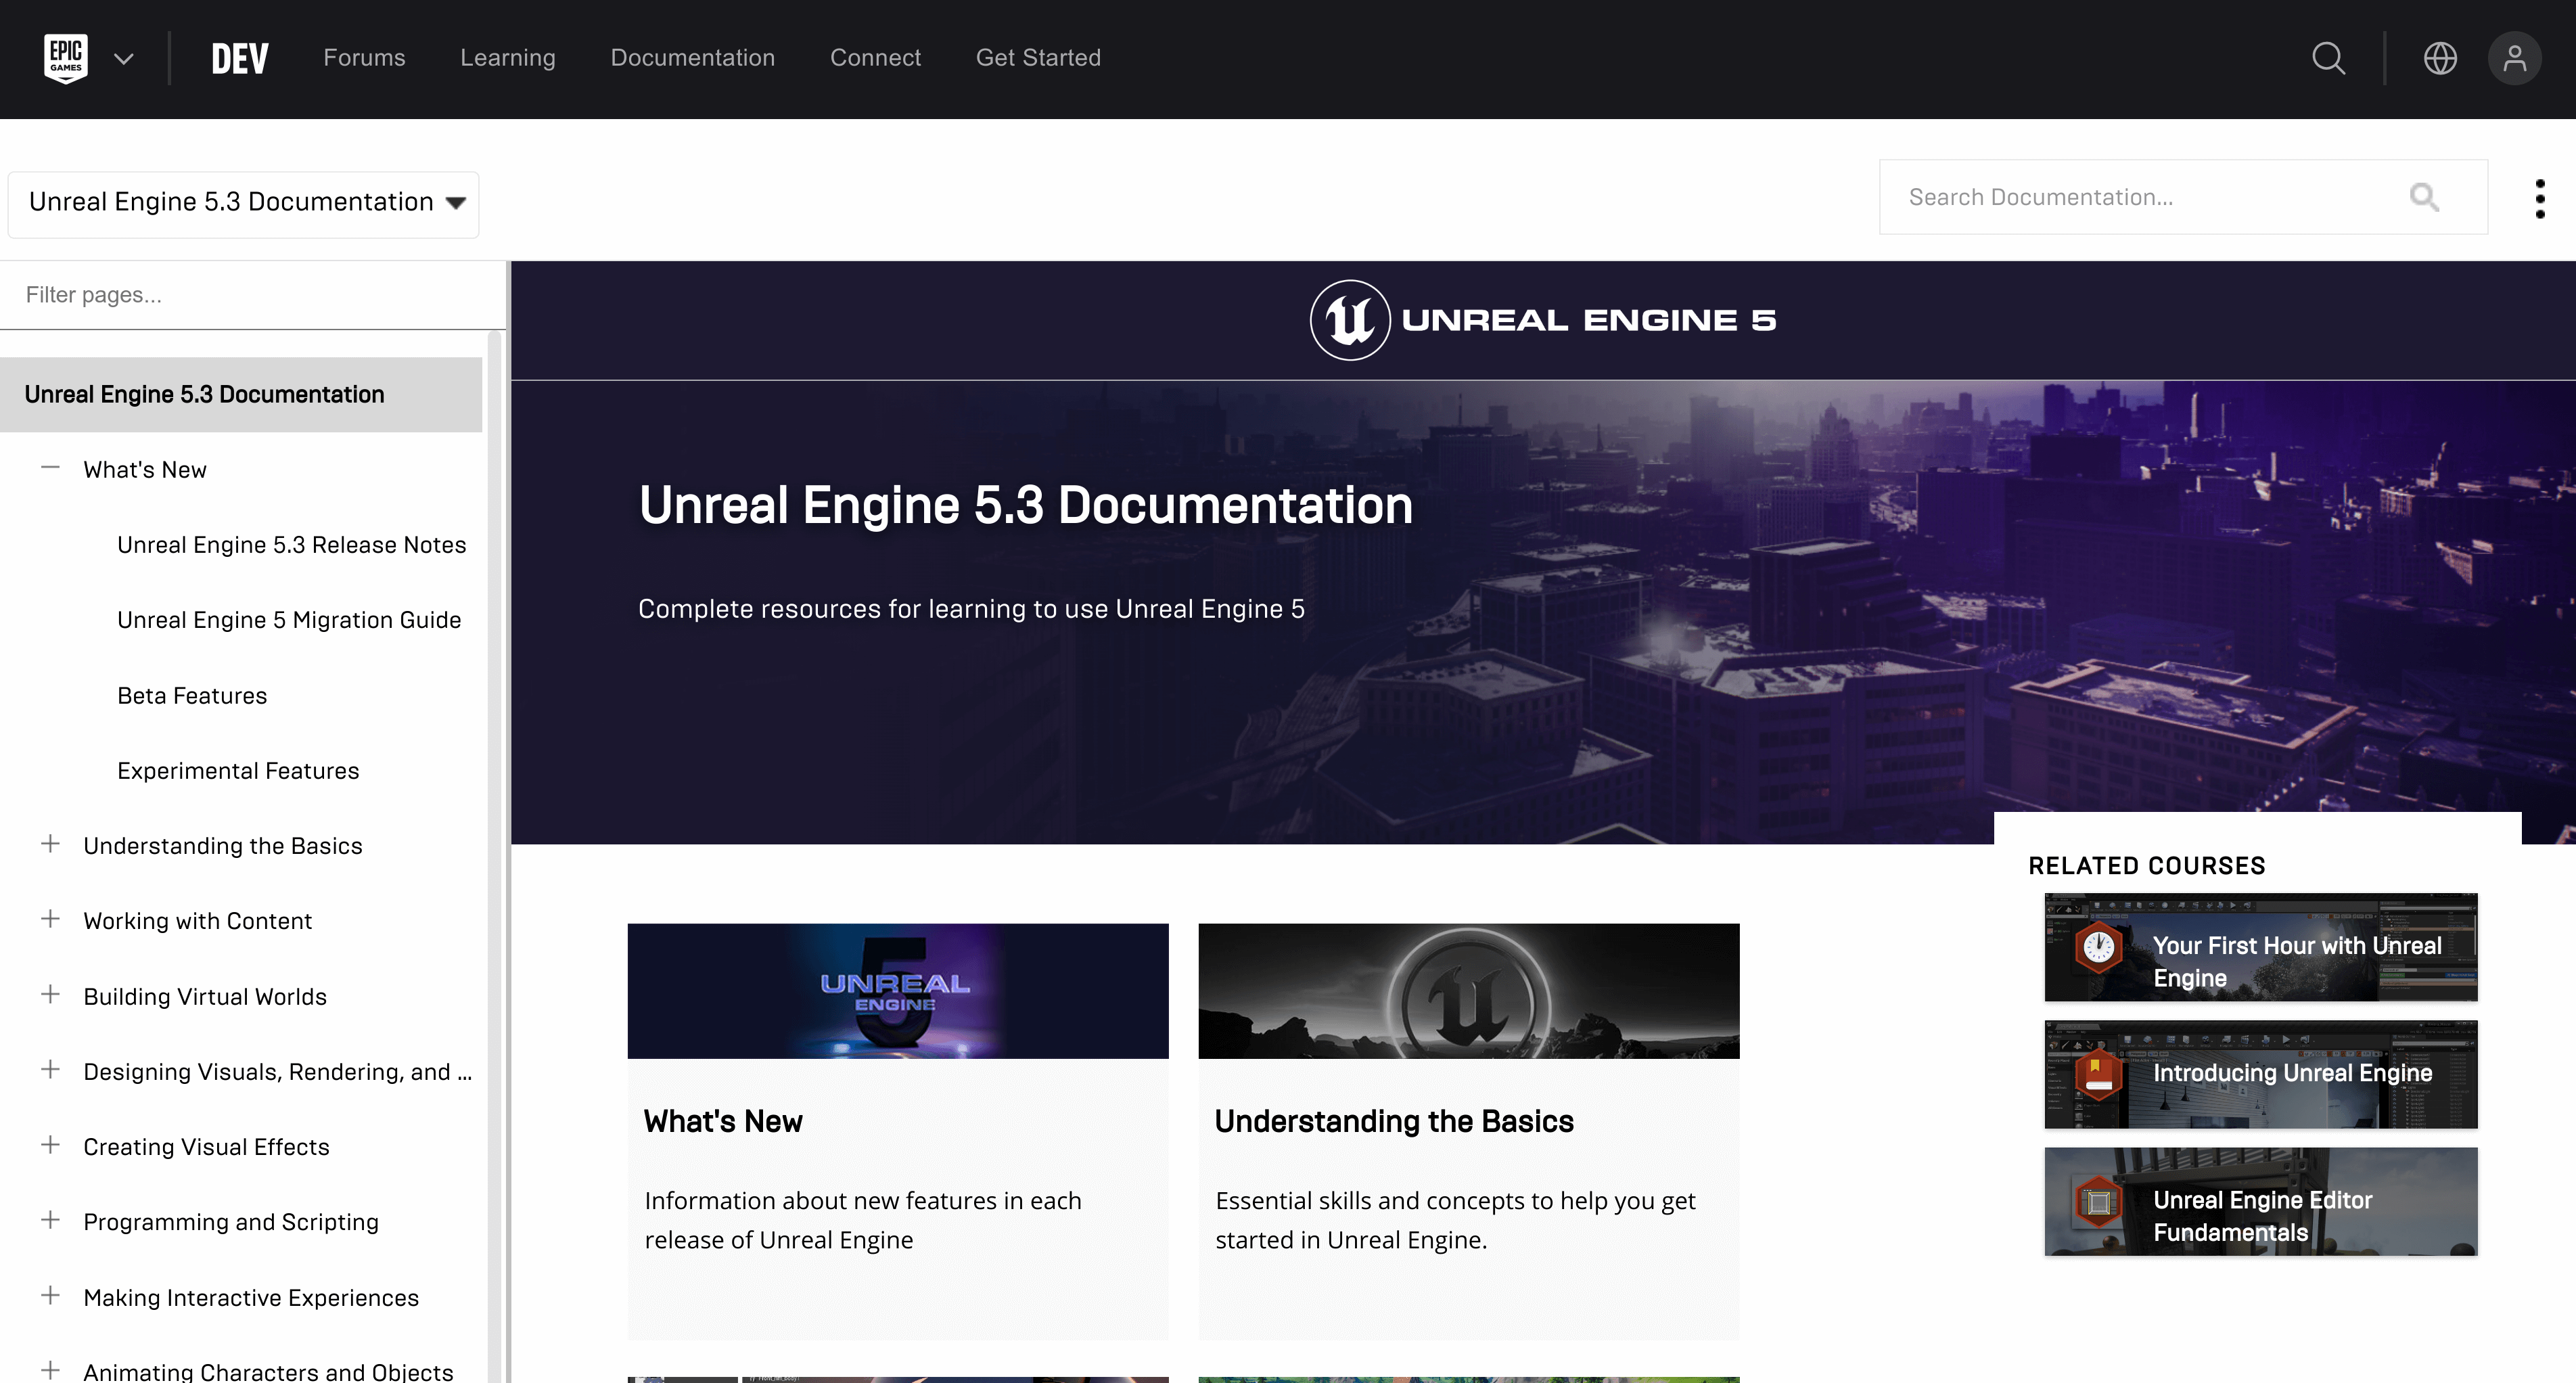 EPIC GAMES
DEV
Forums
Learning
Documentation
Connect
Get Started
Unreal Engine 5.3 Documentation
Search Documentation...
Filter pages...
Unreal Engine 5.3 Documentation
What's New
Unreal Engine 5.3 Release Notes
Unreal Engine 5 Migration Guide
Beta Features
Experimental Features
Understanding the Basics
Working with Content
Building Virtual Worlds
Designing Visuals, Rendering, and ...
Creating Visual Effects
Programming and Scripting
Making Interactive Experiences
Animating Characters and Objects
UNREAL ENGINE 5
Unreal Engine 5.3 Documentation
Complete resources for learning to use Unreal Engine 5
UNREAL
ENGINE
5
What's New
Information about new features in each
release of Unreal Engine
Understanding the Basics
Essential skills and concepts to help you get
started in Unreal Engine.
RELATED COURSES
Your First Hour with Unreal
Engine
Introducing Unreal Engine
Unreal Engine Editor
Fundamentals